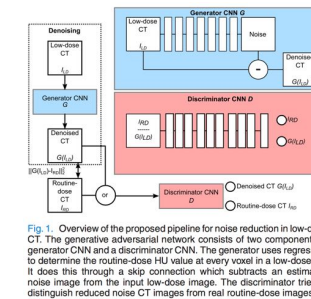 Denoising
Low-dose
CT
I_LD
Generator CNN
G
Denoised
CT
G(I_LD)
||G(I_LD)-I_RD||
Routine-
dose
CT
I_RD
or
Generator CNN G
Low-dose
CT
I_LD
Noise
-
Denoised
CT
G(I_LD)
Discriminator CNN D
I_RD
G(I_LD)
I_RD
G(I_LD)
Discriminator CNN
D
Denoised CT G(I_LD)
Routine-dose CT I_RD
Fig. 1. Overview of the proposed pipeline for noise reduction in low-d
CT. The generative adversarial network consists of two component
generator CNN and a discriminator CNN. The generator uses regres
to determine the routine-dose HU value at every voxel in a low-dose
It does this through a skip connection which subtracts an estima
noise image from the input low-dose image. The discriminator tries
distinguish reduced noise CT images from real routine-dose images